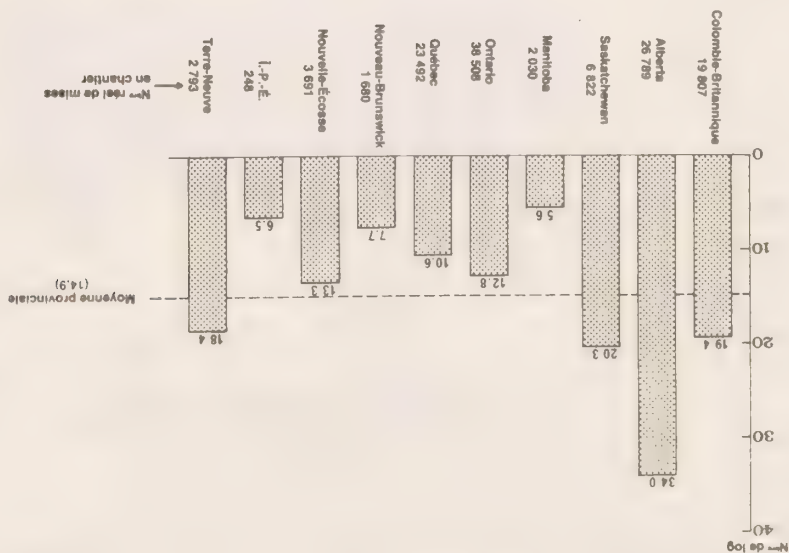 Nbre de log
40
30
20
10
0
34.0
20.3
19.4
18.4
13.3
12.8
10.6
7.7
6.5
5.6
Moyenne provinciale
(14.9)
Nbre réel de mises
en chantier
Terre-Neuve
2 793
Î.-P.-É.
248
Nouvelle-Écosse
3 691
Nouveau-Brunswick
1 680
Québec
23 492
Ontario
38 508
Manitoba
2 030
Saskatchewan
6 822
Alberta
26 789
Colombie-Britannique
19 807